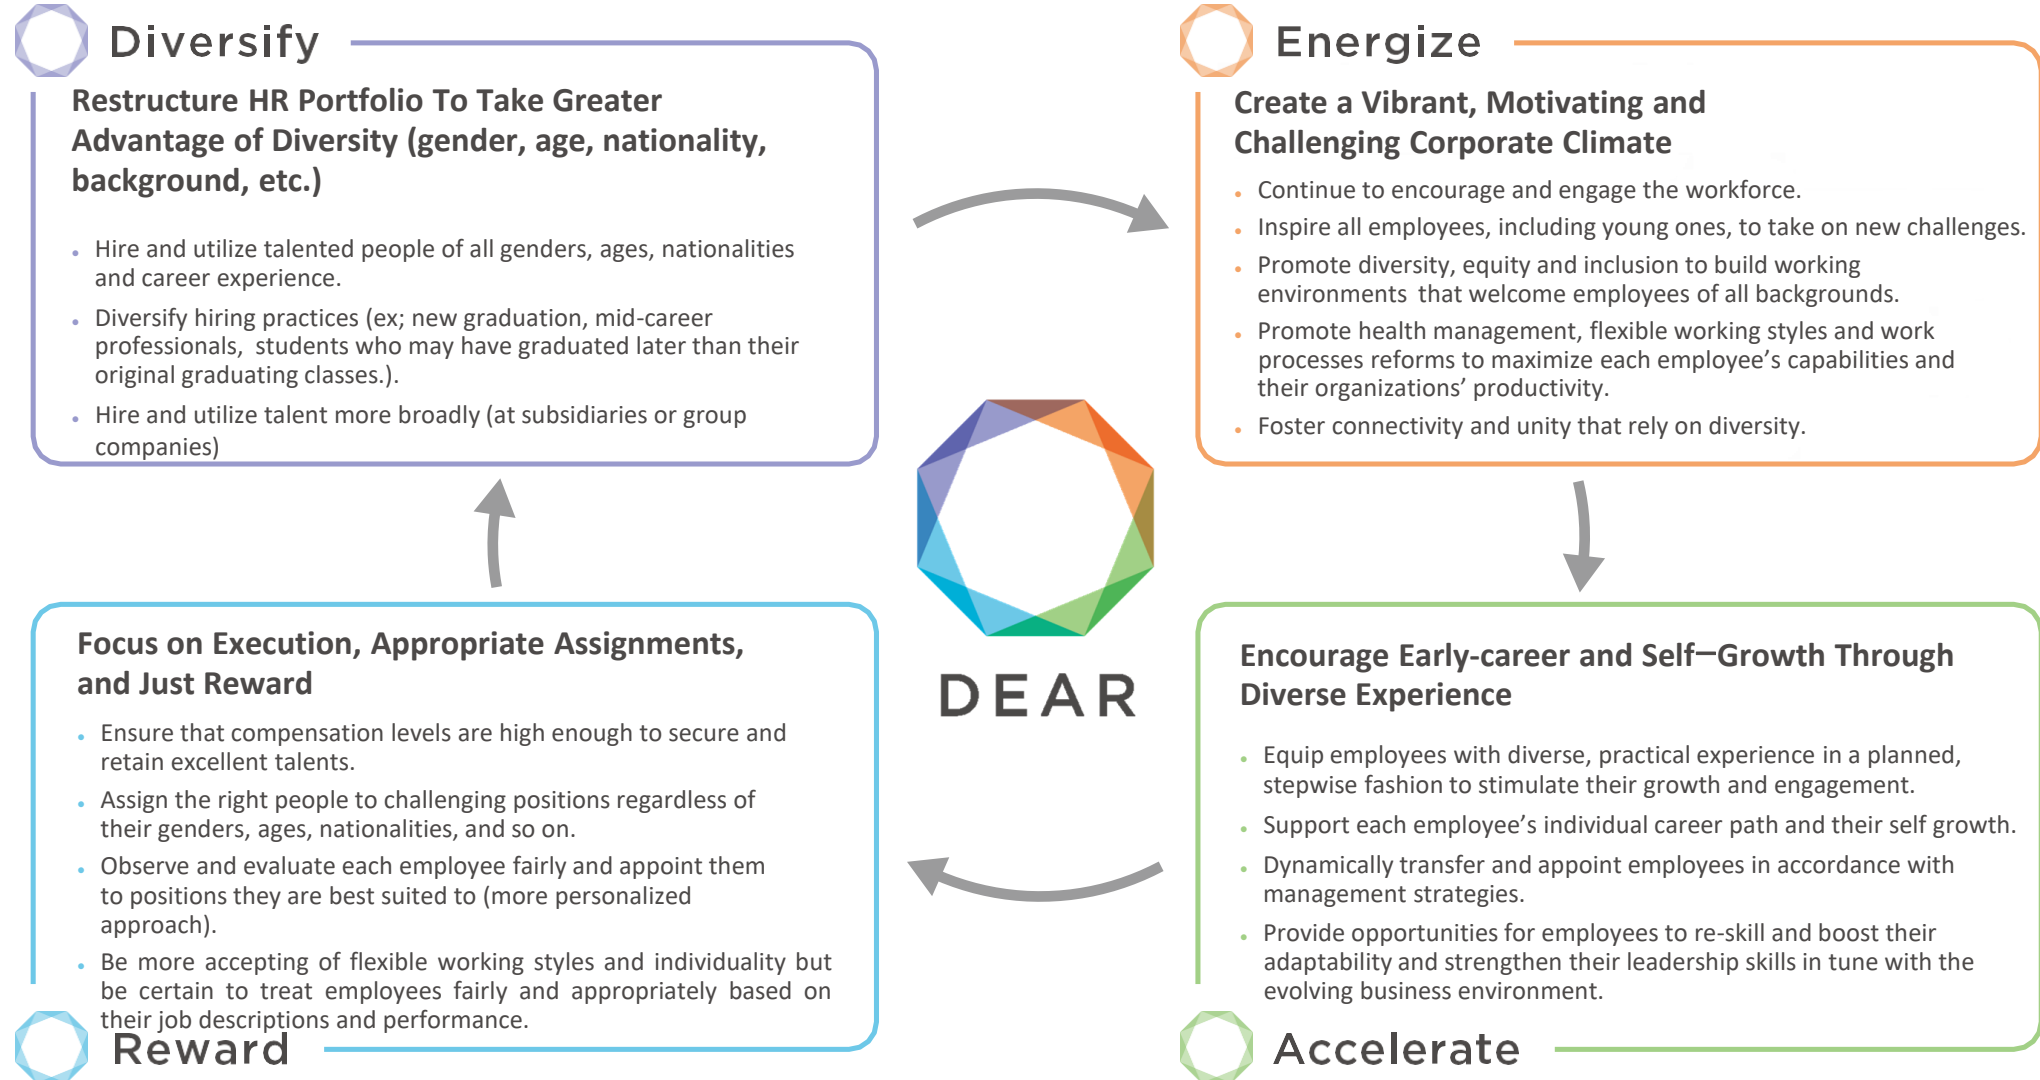 Diversify
Restructure HR Portfolio To Take Greater
Advantage of Diversity (gender, age, nationality,
background, etc.)
• Hire and utilize talented people of all genders, ages, nationalities
and career experience.
• Diversify hiring practices (ex; new graduation, mid-career
professionals, students who may have graduated later than their
original graduating classes.).
• Hire and utilize talent more broadly (at subsidiaries or group
companies)
Energize
Create a Vibrant, Motivating and
Challenging Corporate Climate
• Continue to encourage and engage the workforce.
• Inspire all employees, including young ones, to take on new challenges.
• Promote diversity, equity and inclusion to build working
environments that welcome employees of all backgrounds.
• Promote health management, flexible working styles and work
processes reforms to maximize each employee’s capabilities and
their organizations’ productivity.
• Foster connectivity and unity that rely on diversity.
DEAR
Focus on Execution, Appropriate Assignments,
and Just Reward
• Ensure that compensation levels are high enough to secure and
retain excellent talents.
• Assign the right people to challenging positions regardless of
their genders, ages, nationalities, and so on.
• Observe and evaluate each employee fairly and appoint them
to positions they are best suited to (more personalized
approach).
• Be more accepting of flexible working styles and individuality but
be certain to treat employees fairly and appropriately based on
their job descriptions and performance.
Reward
Encourage Early-career and Self−Growth Through
Diverse Experience
• Equip employees with diverse, practical experience in a planned,
stepwise fashion to stimulate their growth and engagement.
• Support each employee’s individual career path and their self growth.
• Dynamically transfer and appoint employees in accordance with
management strategies.
• Provide opportunities for employees to re-skill and boost their
adaptability and strengthen their leadership skills in tune with the
evolving business environment.
Accelerate